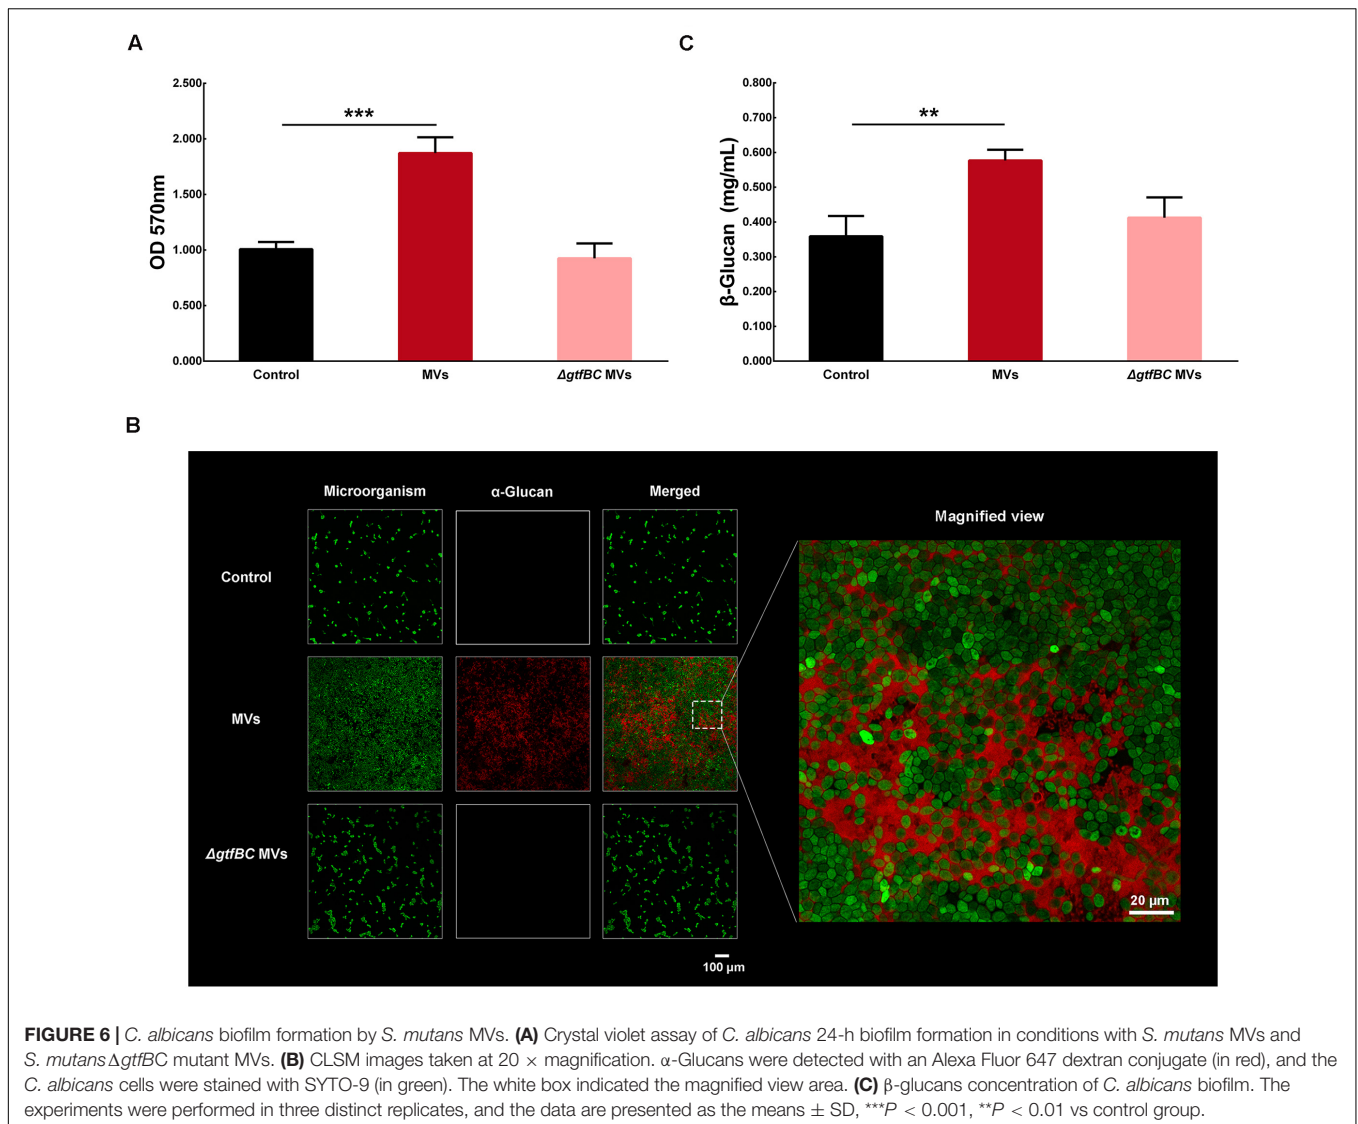 A
2.500
2.000
1.500
1.000
0.500
0.000
OD 570nm
***
Control
MVs
ΔgtfBC MVs
C
0.800
0.700
0.600
0.500
0.400
0.300
0.200
0.100
0.000
β-Glucan (mg/mL)
**
Control
MVs
ΔgtfBC MVs
B
Microorganism
α-Glucan
Merged
Magnified view
Control
MVs
ΔgtfBC MVs
100 µm
20 µm
FIGURE 6 | C. albicans biofilm formation by S. mutans MVs. (A) Crystal violet assay of C. albicans 24-h biofilm formation in conditions with S. mutans MVs and
S. mutansΔgtfBC mutant MVs. (B) CLSM images taken at 20 × magnification. α-Glucans were detected with an Alexa Fluor 647 dextran conjugate (in red), and the
C. albicans cells were stained with SYTO-9 (in green). The white box indicated the magnified view area. (C) β-glucans concentration of C. albicans biofilm. The
experiments were performed in three distinct replicates, and the data are presented as the means ± SD, ***P < 0.001, **P < 0.01 vs control group.